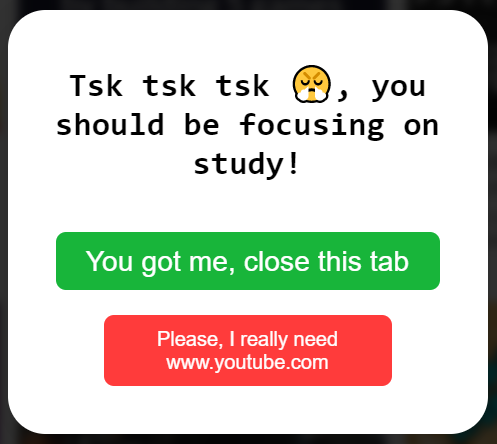 Tsk tsk tsk 😤, you
should be focusing on
study!
You got me, close this tab
Please, I really need
www.youtube.com